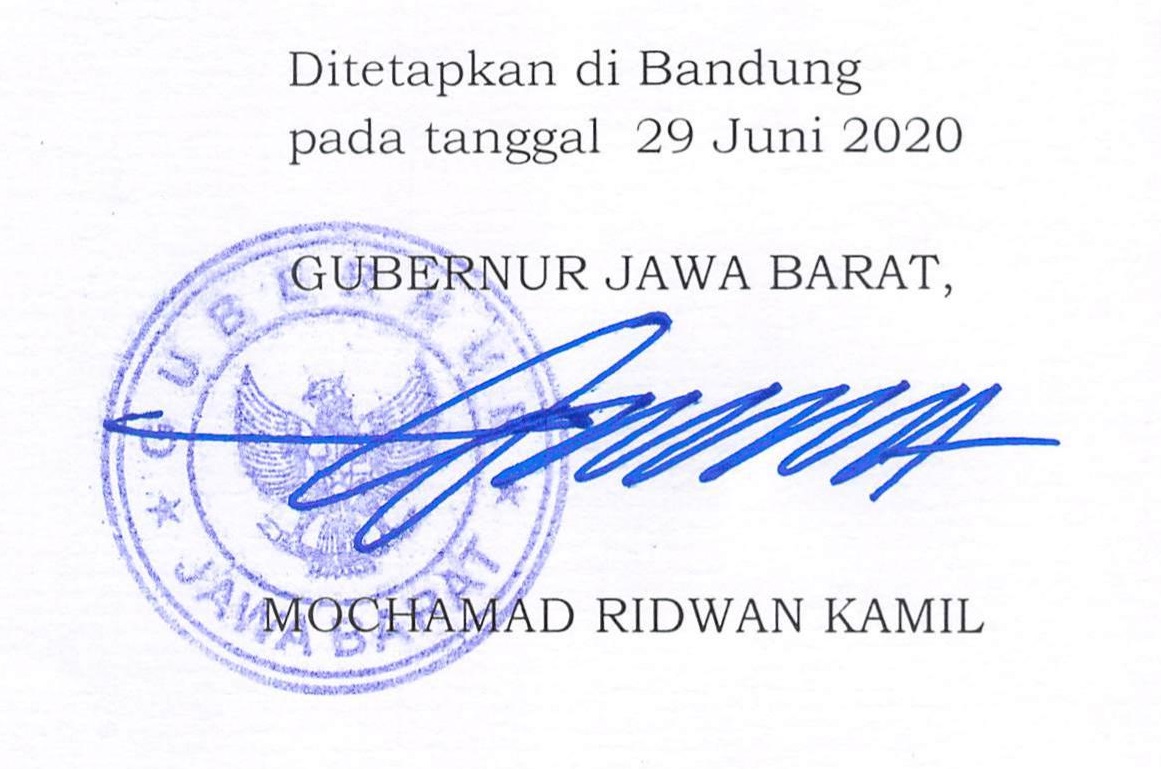 Ditetapkan di Bandung
pada tanggal 29 Juni 2020
GUBERNUR JAWA BARAT,
GUBERNUR
JAWA BARAT
MOCHAMAD RIDWAN KAMIL